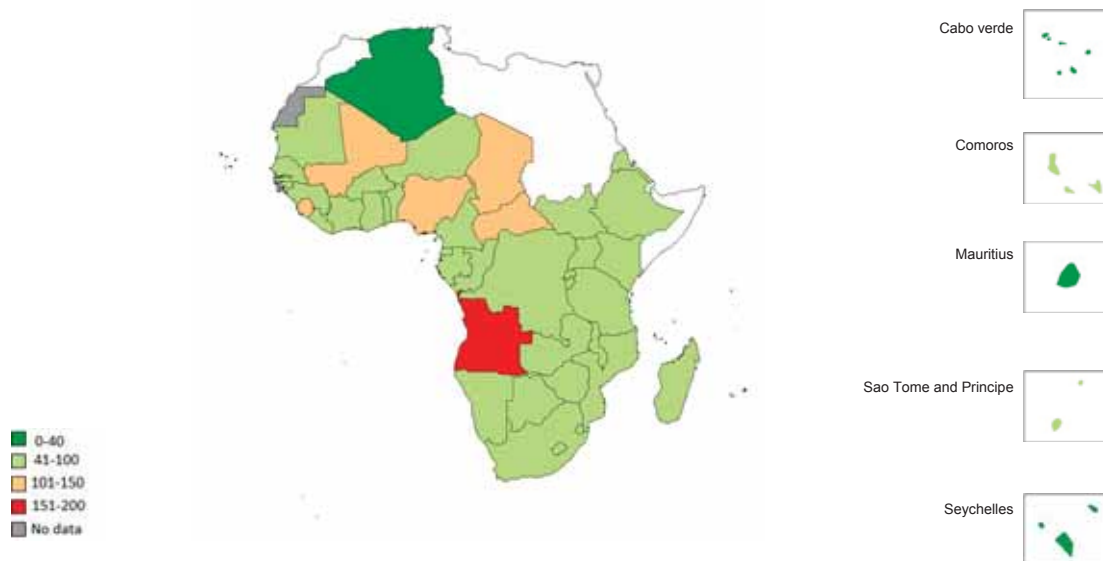 Cabo verde
Comoros
Mauritius
Sao Tome and Principe
Seychelles
0-40
41-100
101-150
151-200
No data